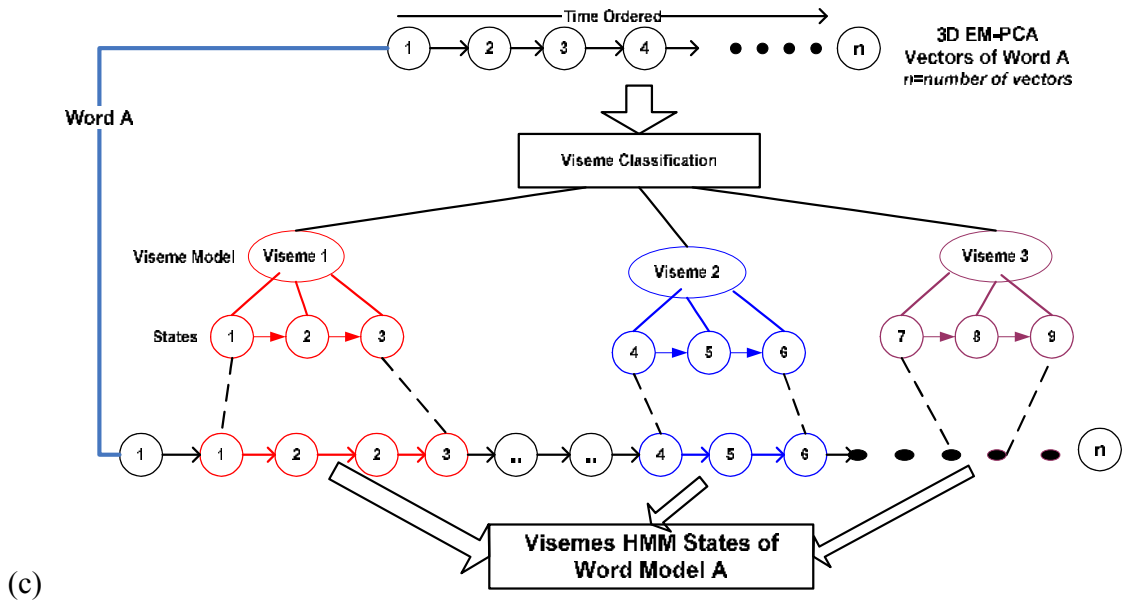 Time Ordered
1 2 3 4 n
3D EM-PCA
Vectors of Word A
n=number of vectors
Word A
Viseme Classification
Viseme Model
Viseme 1
Viseme 2
Viseme 3
States
1 2 3
4 5 6
7 8 9
1 1 2 2 3 .. .. 4 5 6 n
Visemes HMM States of
Word Model A
(c)